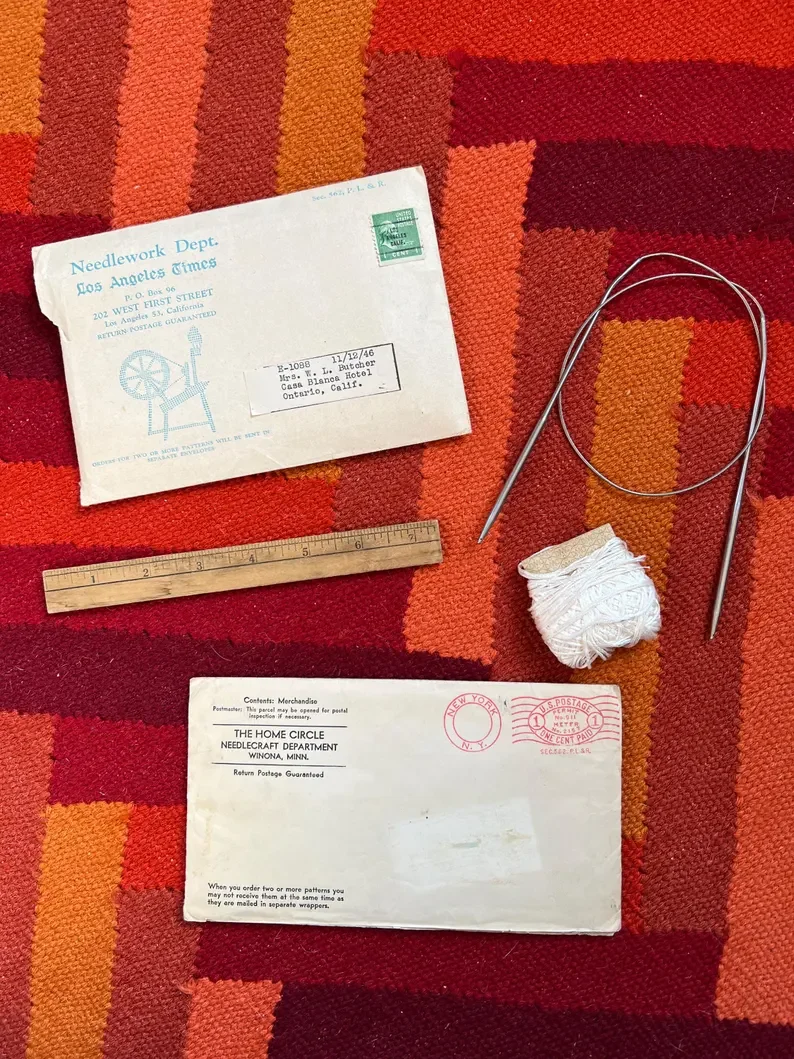 Sec. 562, P. L. & R.
Needlework Dept.
Los Angeles Times
P. O. Box 96
202 WEST FIRST STREET
Los Angeles 53, California
RETURN POSTAGE GUARANTEED
UNITED
STATES
POSTAGE
LOS ANGELES
CALIF.
1 CENT 1
E-1088 11/12/46
Mrs. W. L. Butcher
Casa Blanca Hotel
Ontario, Calif.
ORDERS FOR TWO OR MORE PATTERNS WILL BE SENT IN
SEPARATE ENVELOPES
1 2 3 4 5 6 7
Contents: Merchandise
Postmaster: This parcel may be opened for postal
inspection if necessary.
THE HOME CIRCLE
NEEDLECRAFT DEPARTMENT
WINONA, MINN.
Return Postage Guaranteed
NEW YORK
N. Y.
U.S. POSTAGE
PERMIT
METER
1 1
ONE CENT PAID
SEC. 562, P. L. & R.
When you order two or more patterns you
may not receive them at the same time as
they are mailed in separate wrappers.